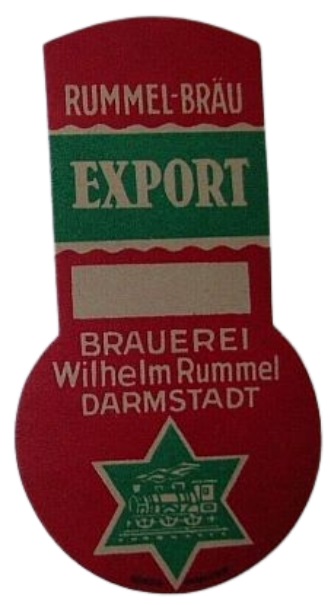 RUMMEL-BRÄU
EXPORT
BRAUEREI
Wilhelm Rummel
DARMSTADT